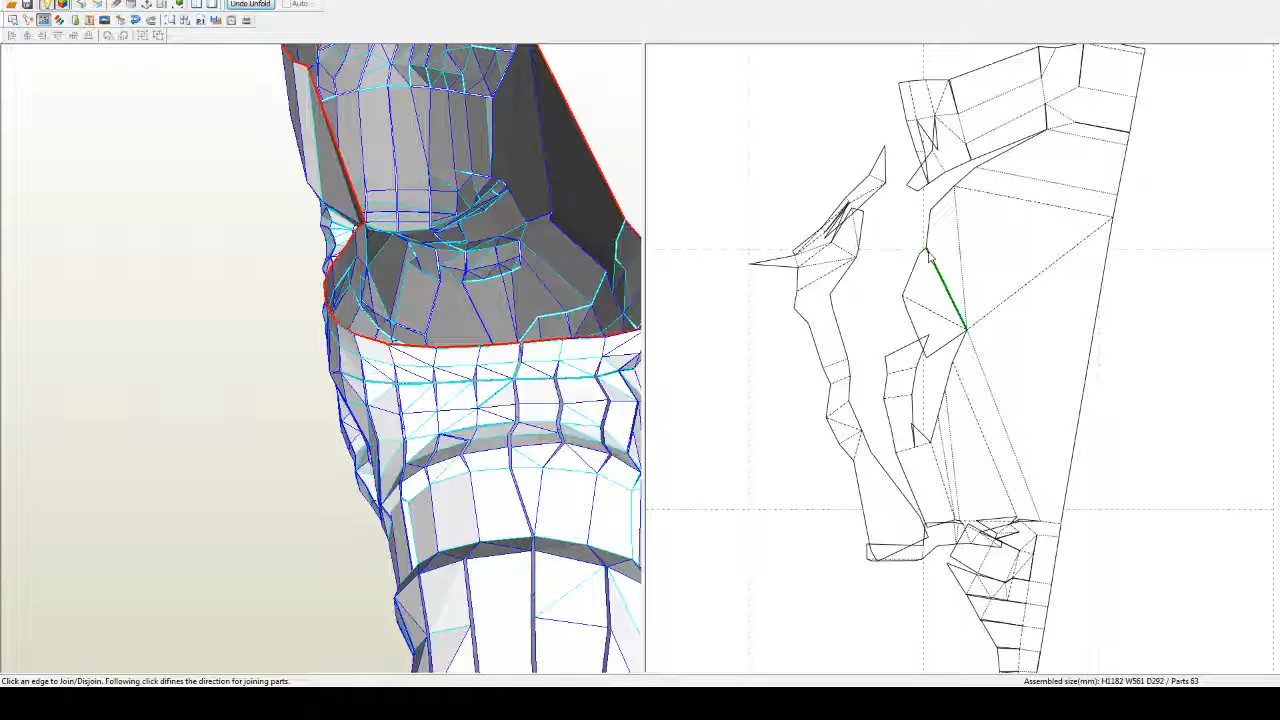 Undo Unfold
Auto
Click an edge to Join/Disjoin. Following click difines the direction for joining parts.
Assembled size(mm): H1182 W561 D292 / Parts 63